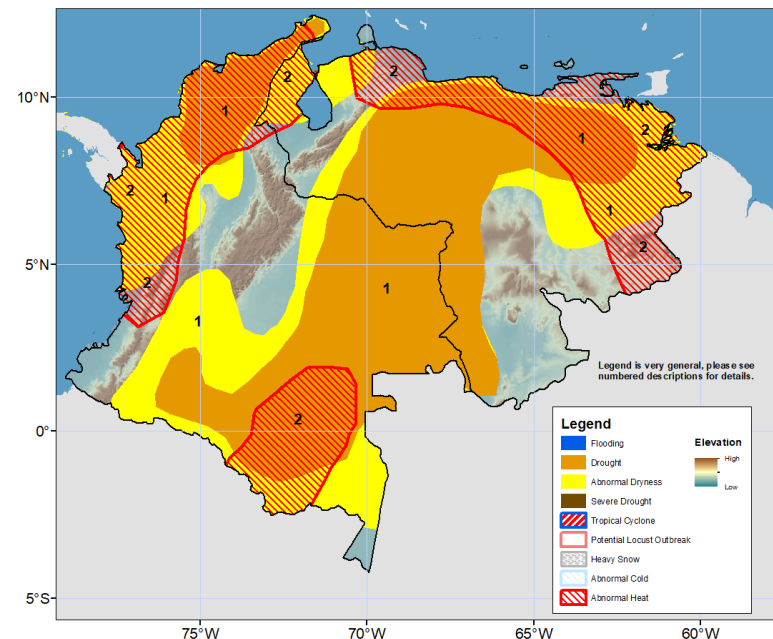 10°N
5°N
0°
5°S
75°W
70°W
65°W
60°W
2
2
1
1
2
2
1
2
1
2
1
1
2
2
Legend is very general, please see
numbered descriptions for details.
Legend
Flooding
Drought
Abnormal Dryness
Severe Drought
Tropical Cyclone
Potential Locust Outbreak
Heavy Snow
Abnormal Cold
Abnormal Heat
Elevation
High
Low